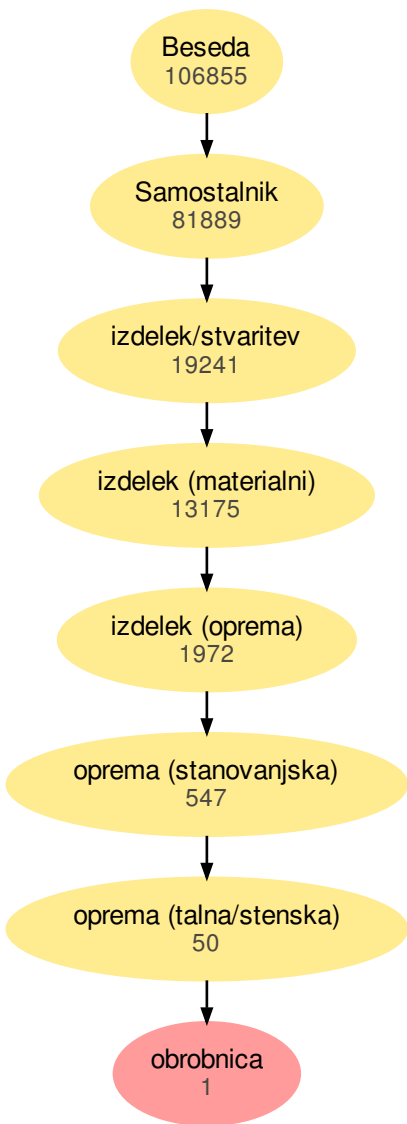 Beseda
106855
Samostalnik
81889
izdelek/stvaritev
19241
izdelek (materialni)
13175
izdelek (oprema)
1972
oprema (stanovanjska)
547
oprema (talna/stenska)
50
obrobnica
1